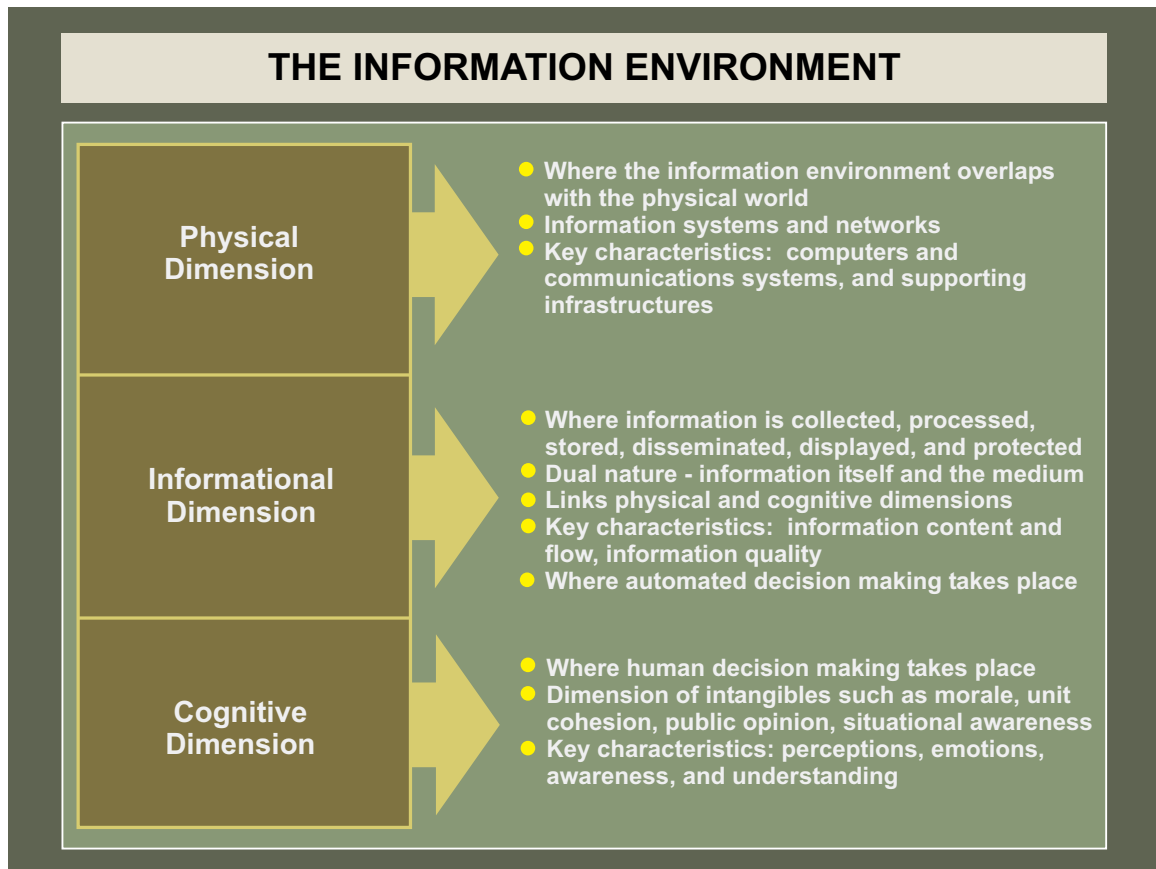 THE INFORMATION ENVIRONMENT
Physical
Dimension
Where the information environment overlaps
with the physical world
Information systems and networks
Key characteristics: computers and
communications systems, and supporting
infrastructures
Informational
Dimension
Where information is collected, processed,
stored, disseminated, displayed, and protected
Dual nature - information itself and the medium
Links physical and cognitive dimensions
Key characteristics: information content and
flow, information quality
Where automated decision making takes place
Cognitive
Dimension
Where human decision making takes place
Dimension of intangibles such as morale, unit
cohesion, public opinion, situational awareness
Key characteristics: perceptions, emotions,
awareness, and understanding